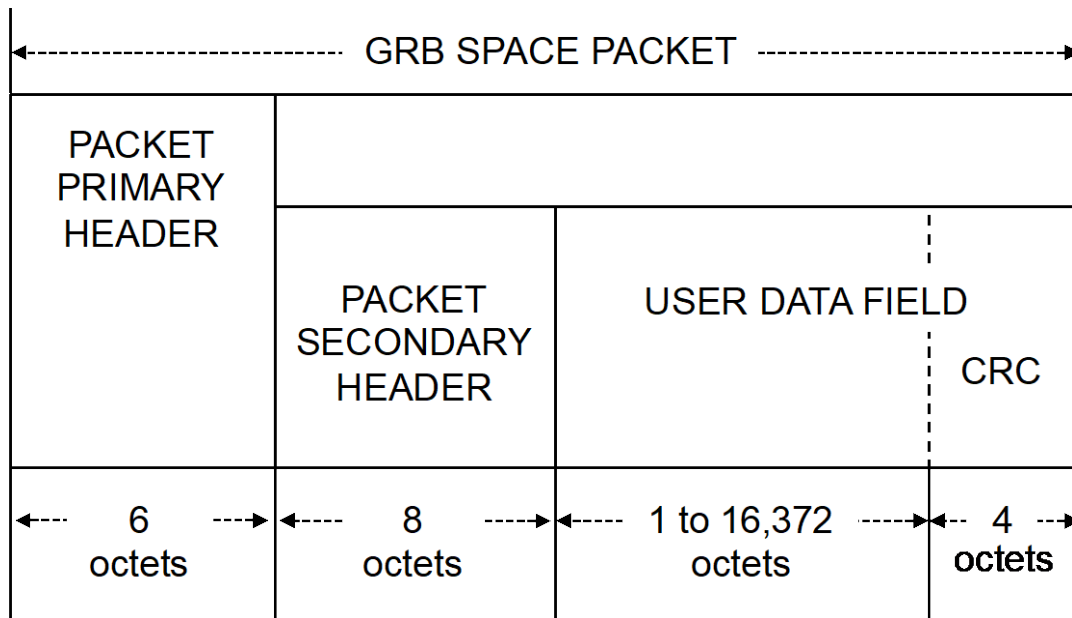 GRB SPACE PACKET
PACKET
PRIMARY
HEADER
PACKET
SECONDARY
HEADER
USER DATA FIELD
CRC
6
octets
8
octets
1 to 16,372
octets
4
octets